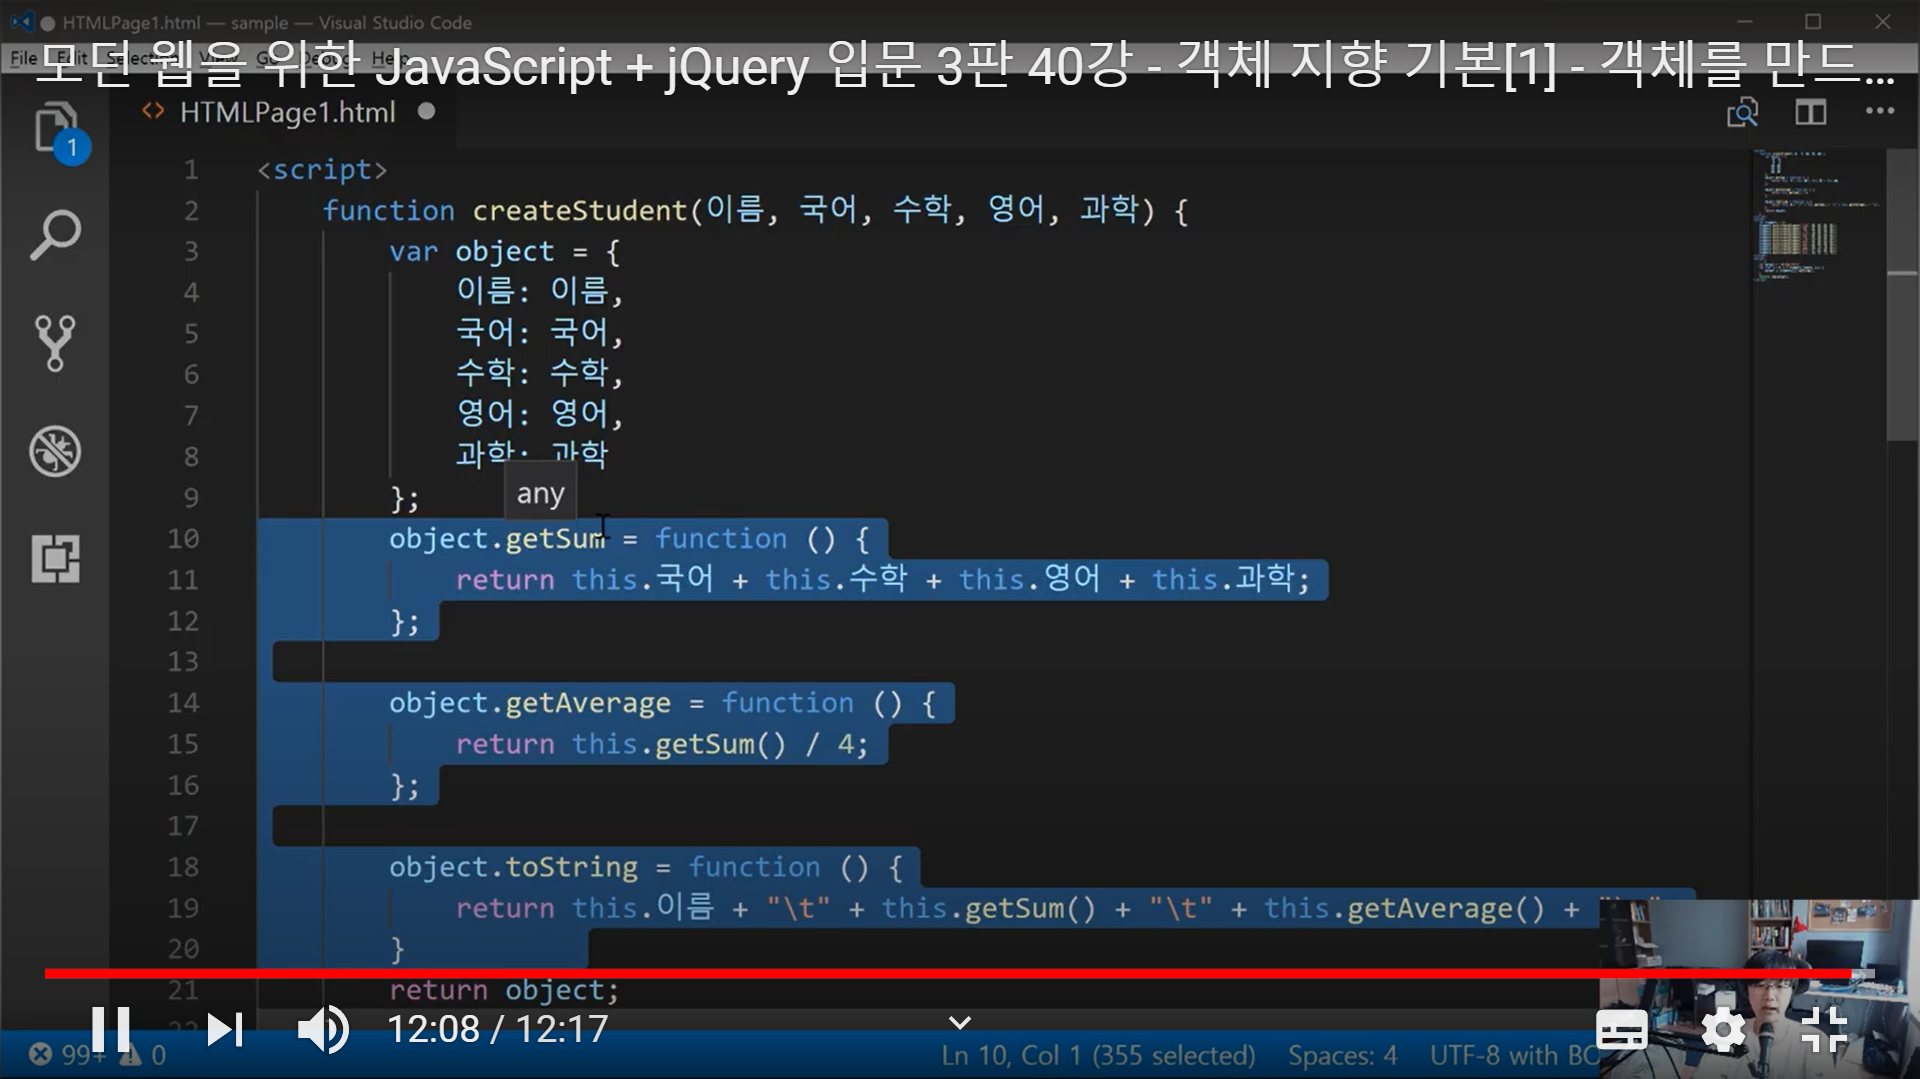 HTMLPage1.html — sample — Visual Studio Code
File Edit Selection View Go Debug Help
모던 웹을 위한 JavaScript + jQuery 입문 3판 40강 - 객체 지향 기본[1] - 객체를 만드...
<> HTMLPage1.html
1
1 <script>
2 function createStudent(이름, 국어, 수학, 영어, 과학) {
3 var object = {
4 이름: 이름,
5 국어: 국어,
6 수학: 수학,
7 영어: 영어,
8 과학: 과학
any
9 };
10 object.getSum = function () {
11 return this.국어 + this.수학 + this.영어 + this.과학;
12 };
13
14 object.getAverage = function () {
15 return this.getSum() / 4;
16 };
17
18 object.toString = function () {
19 return this.이름 + "\t" + this.getSum() + "\t" + this.getAverage() +
20 }
21 return object;
22
12:08 / 12:17
99+ 0
Ln 10, Col 1 (355 selected) Spaces: 4 UTF-8 with BO